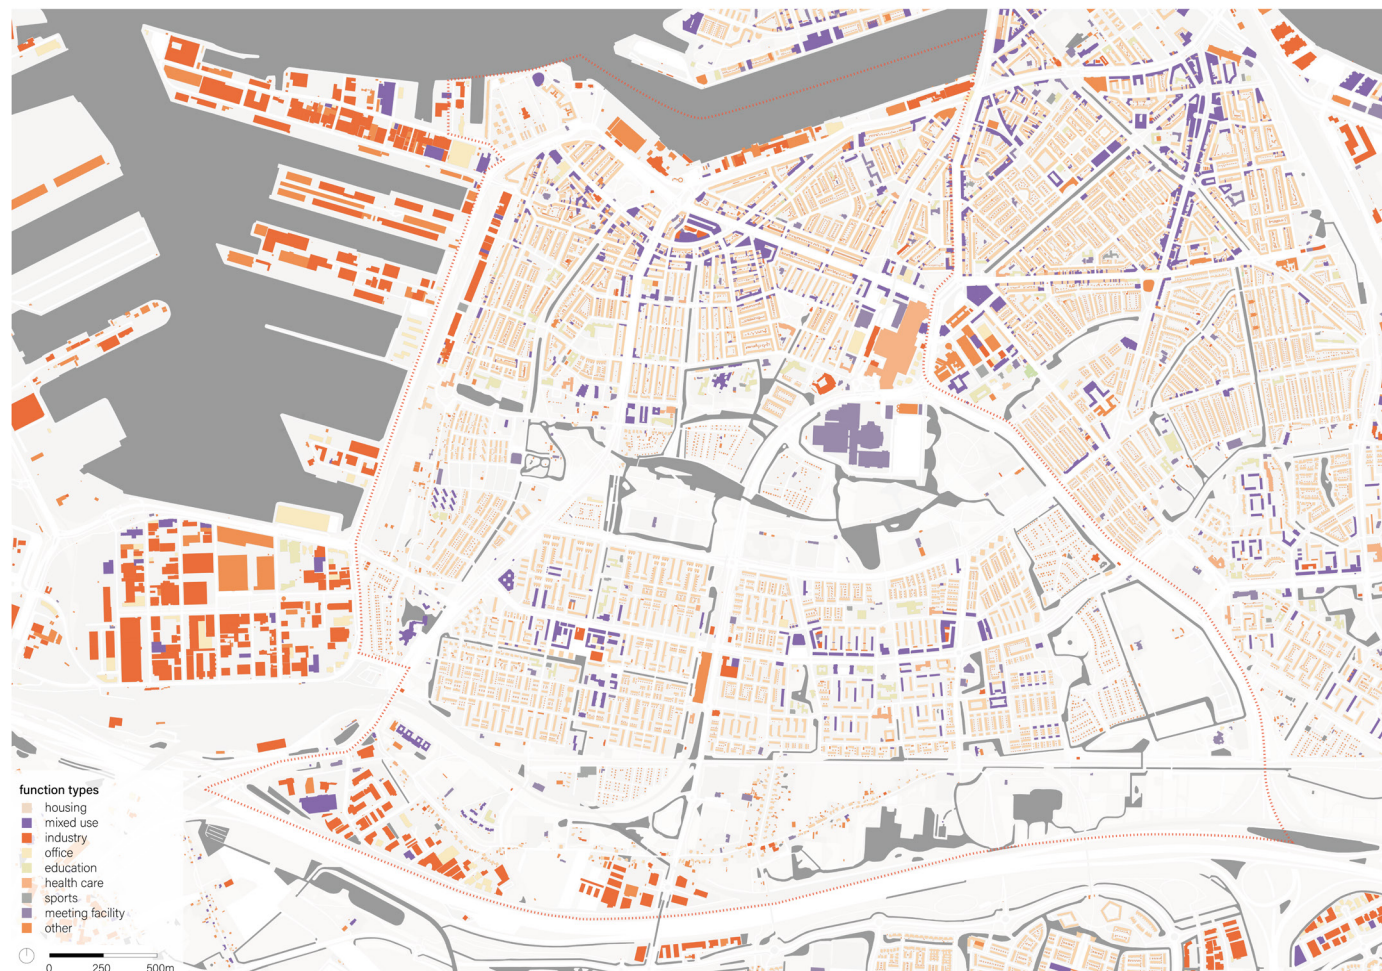 function types
housing
mixed use
industry
office
education
health care
sports
meeting facility
other
0 250 500m